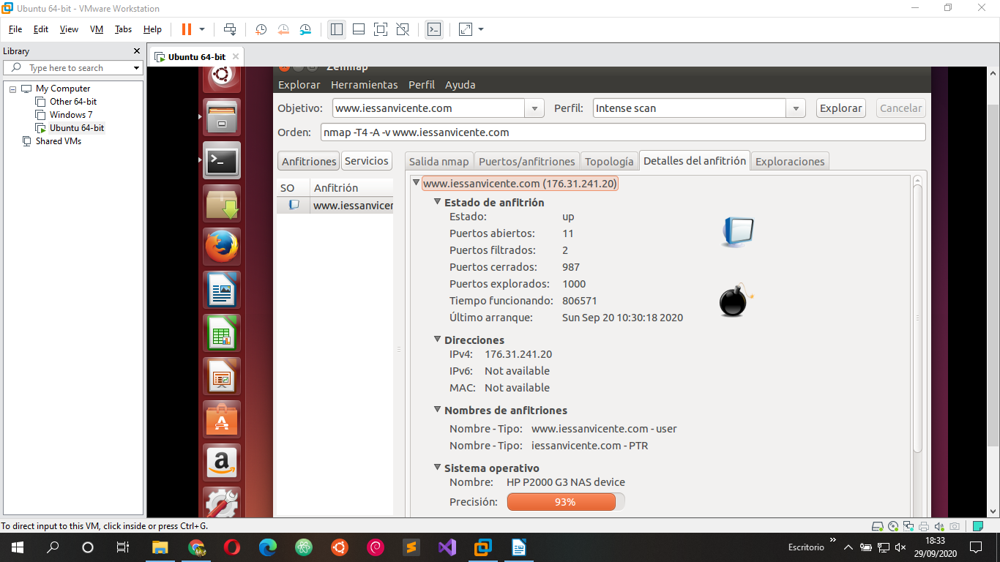 Ubuntu 64-bit - VMware Workstation
File Edit View VM Tabs Help
Library
Type here to search
My Computer
Other 64-bit
Windows 7
Ubuntu 64-bit
Shared VMs
Ubuntu 64-bit
Zenmap
Explorar Herramientas Perfil Ayuda
Objetivo: www.iessanvicente.com Perfil: Intense scan Explorar Cancelar
Orden: nmap -T4 -A -v www.iessanvicente.com
Anfitriones Servicios
SO Anfitrión
www.iessanvicen
Salida nmap Puertos/anfitriones Topología Detalles del anfitrión Exploraciones
www.iessanvicente.com (176.31.241.20)
Estado de anfitrión
Estado: up
Puertos abiertos: 11
Puertos filtrados: 2
Puertos cerrados: 987
Puertos explorados: 1000
Tiempo funcionando: 806571
Último arranque: Sun Sep 20 10:30:18 2020
Direcciones
IPv4: 176.31.241.20
IPv6: Not available
MAC: Not available
Nombres de anfitriones
Nombre - Tipo: www.iessanvicente.com - user
Nombre - Tipo: iessanvicente.com - PTR
Sistema operativo
Nombre: HP P2000 G3 NAS device
Precisión: 93%
To direct input to this VM, click inside or press Ctrl+G.
Escritorio
18:33
29/09/2020